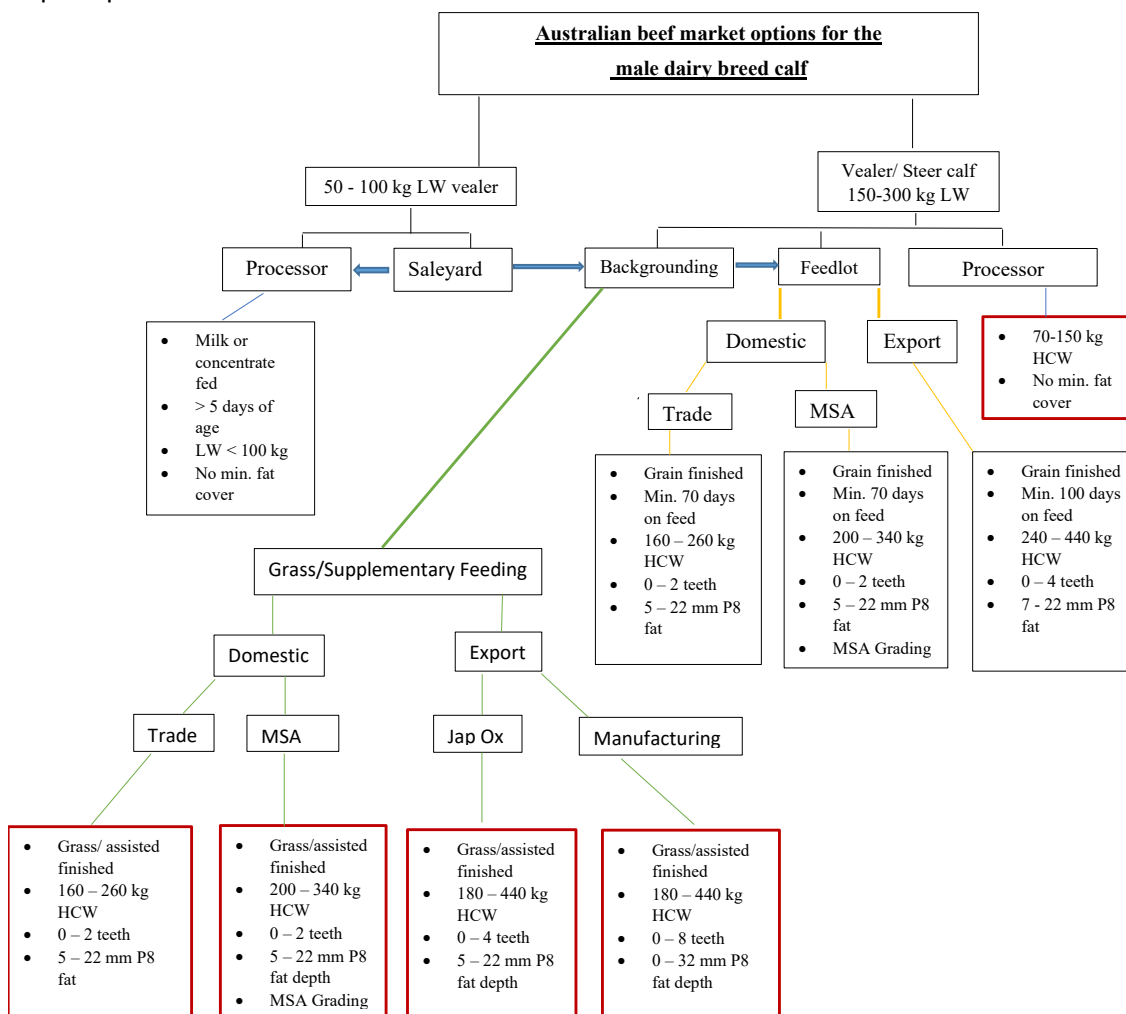 Australian beef market options for the
male dairy breed calf
50 - 100 kg LW vealer
Vealer/ Steer calf
150-300 kg LW
Processor
Saleyard
Backgrounding
Feedlot
Processor
• Milk or
concentrate
fed
• > 5 days of
age
• LW < 100 kg
• No min. fat
cover
• 70-150 kg
HCW
• No min. fat
cover
Domestic
Export
Trade
MSA
• Grain finished
• Min. 70 days
on feed
• 160 – 260 kg
HCW
• 0 – 2 teeth
• 5 – 22 mm P8
fat
• Grain finished
• Min. 70 days
on feed
• 200 – 340 kg
HCW
• 0 – 2 teeth
• 5 – 22 mm P8
fat
• MSA Grading
• Grain finished
• Min. 100 days
on feed
• 240 – 440 kg
HCW
• 0 – 4 teeth
• 7 - 22 mm P8
fat
Grass/Supplementary Feeding
Domestic
Export
Trade
MSA
Jap Ox
Manufacturing
• Grass/ assisted
finished
• 160 – 260 kg
HCW
• 0 – 2 teeth
• 5 – 22 mm P8
fat
• Grass/assisted
finished
• 200 – 340 kg
HCW
• 0 – 2 teeth
• 5 – 22 mm P8
fat depth
• MSA Grading
• Grass/assisted
finished
• 180 – 440 kg
HCW
• 0 – 4 teeth
• 5 – 22 mm P8
fat depth
• Grass/assisted
finished
• 180 – 440 kg
HCW
• 0 – 8 teeth
• 0 – 32 mm P8
fat depth